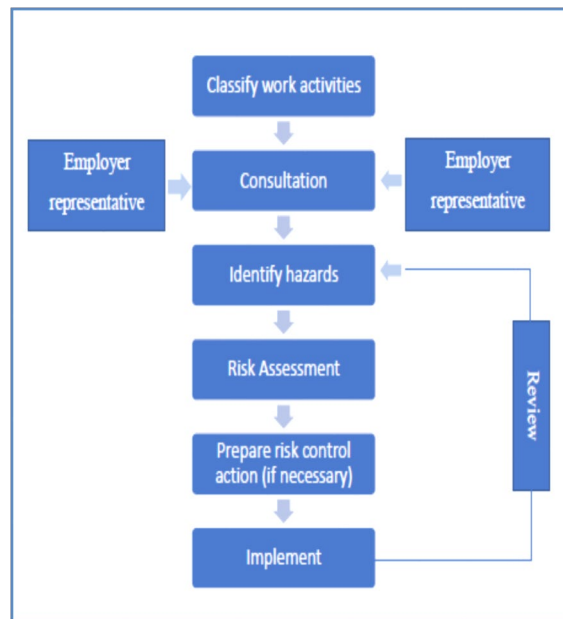 Classify work activities
Employer
representative
Consultation
Employer
representative
Identify hazards
Risk Assessment
Review
Prepare risk control
action (if necessary)
Implement